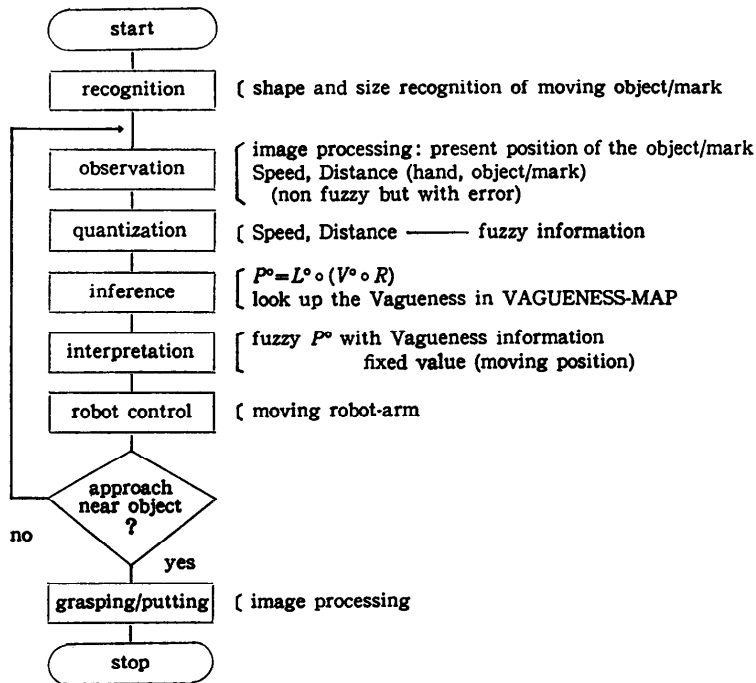 start
recognition
( shape and size recognition of moving object/mark
observation
image processing: present position of the object/mark
Speed, Distance (hand, object/mark)
(non fuzzy but with error)
quantization
( Speed, Distance —— fuzzy information
inference
P°=L°∘(V°∘R)
look up the Vagueness in VAGUENESS-MAP
interpretation
fuzzy P° with Vagueness information
fixed value (moving position)
robot control
( moving robot-arm
approach
near object
?
no
yes
grasping/putting
( image processing
stop